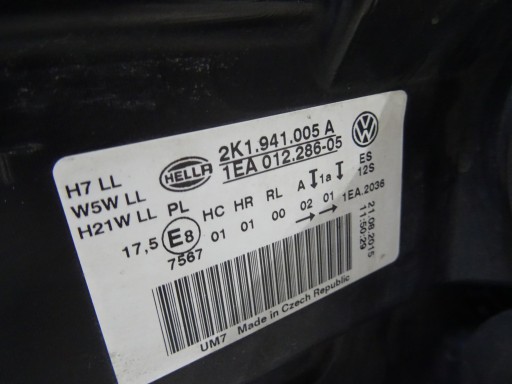 HELLA
2K1.941.005 A
1EA 012.286-05
VW
H7 LL
W5W LL
H21W LL
PL
HC HR RL A 1a
ES
12S
17,5 E8 01 01 00 02 01 1EA.2036
7567
21.08.2015
11:50:29
UM7 Made in Czech Republic